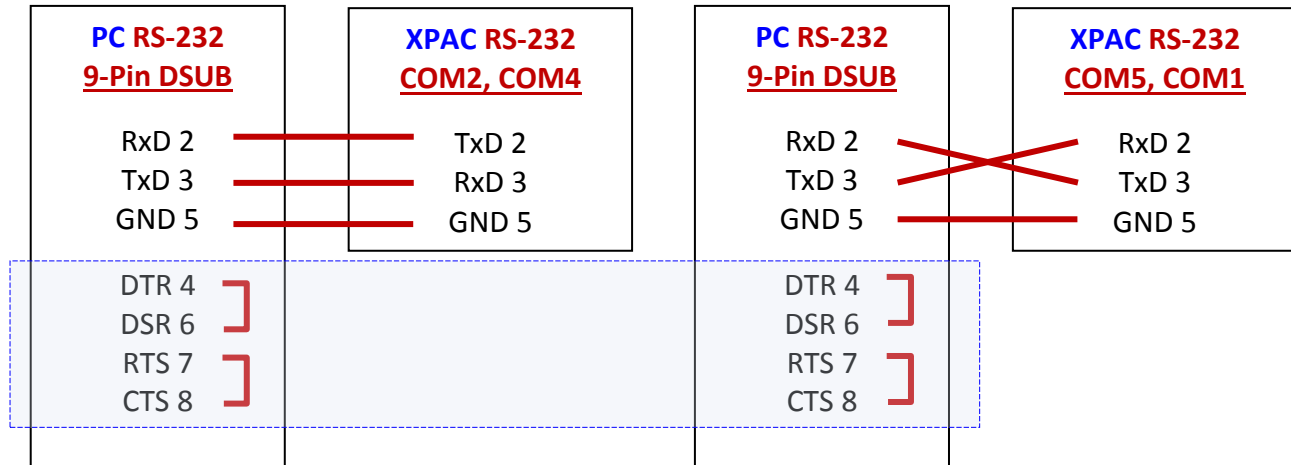 PC RS-232
9-Pin DSUB
RxD 2
TxD 3
GND 5
DTR 4
DSR 6
RTS 7
CTS 8
XPAC RS-232
COM2, COM4
TxD 2
RxD 3
GND 5
PC RS-232
9-Pin DSUB
RxD 2
TxD 3
GND 5
DTR 4
DSR 6
RTS 7
CTS 8
XPAC RS-232
COM5, COM1
RxD 2
TxD 3
GND 5